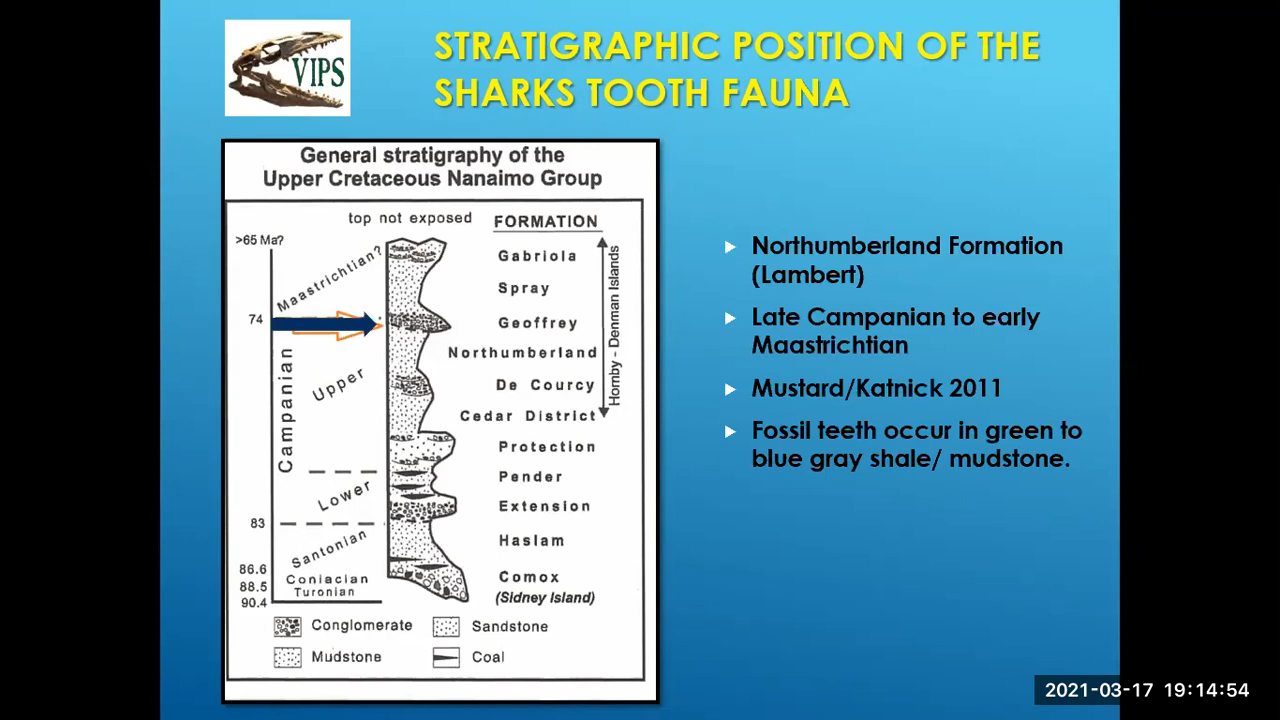 VIPS
STRATIGRAPHIC POSITION OF THE
SHARKS TOOTH FAUNA
General stratigraphy of the
Upper Cretaceous Nanaimo Group
top not exposed
FORMATION
>65 Ma?
Maastrichtian?
74
Campanian
Upper
Lower
83
Santonian
86.6
Coniacian
88.5
Turonian
90.4
Gabriola
Spray
Geoffrey
Northumberland
De Courcy
Cedar District
Protection
Pender
Extension
Haslam
Comox
(Sidney Island)
Hornby - Denman Islands
Conglomerate
Sandstone
Mudstone
Coal
Northumberland Formation
(Lambert)
Late Campanian to early
Maastrichtian
Mustard/Katnick 2011
Fossil teeth occur in green to
blue gray shale/ mudstone.
2021-03-17 19:14:54